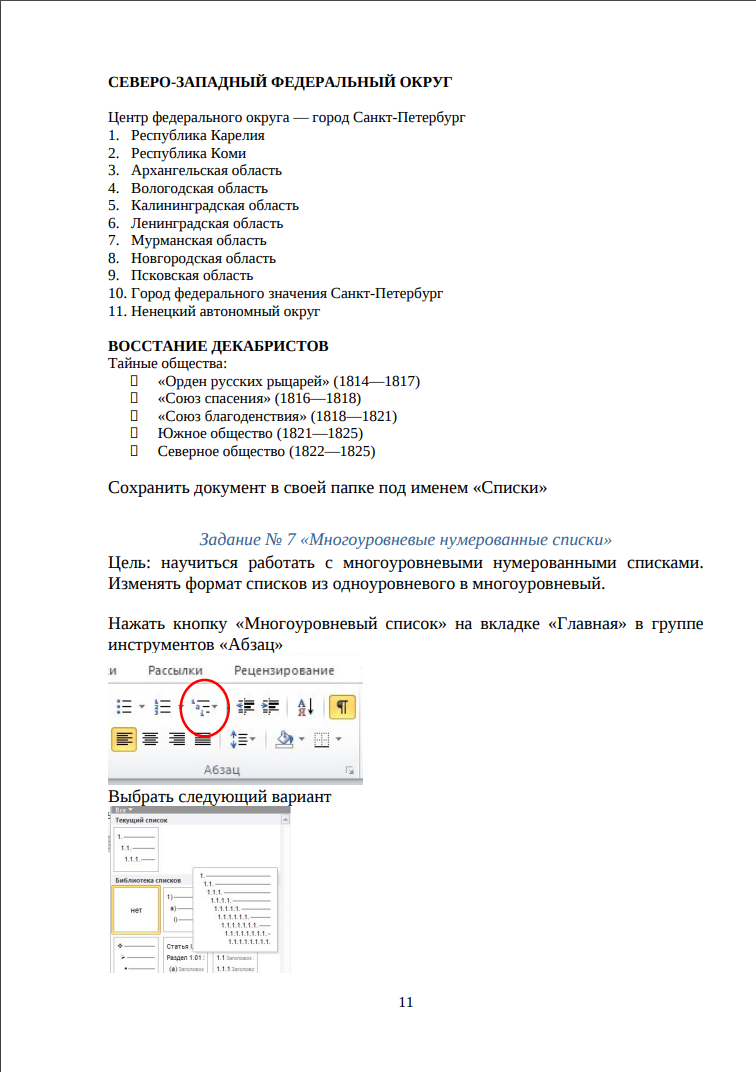 СЕВЕРО-ЗАПАДНЫЙ ФЕДЕРАЛЬНЫЙ ОКРУГ
Центр федерального округа — город Санкт-Петербург
1. Республика Карелия
2. Республика Коми
3. Архангельская область
4. Вологодская область
5. Калининградская область
6. Ленинградская область
7. Мурманская область
8. Новгородская область
9. Псковская область
10. Город федерального значения Санкт-Петербург
11. Ненецкий автономный округ
ВОССТАНИЕ ДЕКАБРИСТОВ
Тайные общества:
«Орден русских рыцарей» (1814—1817)
«Союз спасения» (1816—1818)
«Союз благоденствия» (1818—1821)
Южное общество (1821—1825)
Северное общество (1822—1825)
Сохранить документ в своей папке под именем «Списки»
Задание № 7 «Многоуровневые нумерованные списки»
Цель: научиться работать с многоуровневыми нумерованными списками.
Изменять формат списков из одноуровневого в многоуровневый.
Нажать кнопку «Многоуровневый список» на вкладке «Главная» в группе
инструментов «Абзац»
и Рассылки Рецензирование
Абзац
Выбрать следующий вариант
Все
Текущий список
1.
1.1.
1.1.1.
Библиотека списков
нет
1)
a)
i)
1.
1.1.
1.1.1.
1.1.1.1.
1.1.1.1.1.
1.1.1.1.1.1.
1.1.1.1.1.1.1.
1.1.1.1.1.1.1.1.
1.1.1.1.1.1.1.1.1.
Статья I
Раздел 1.01 :
(a) Заголовок
1.1 Заголовок
1.1.1 Заголово
11